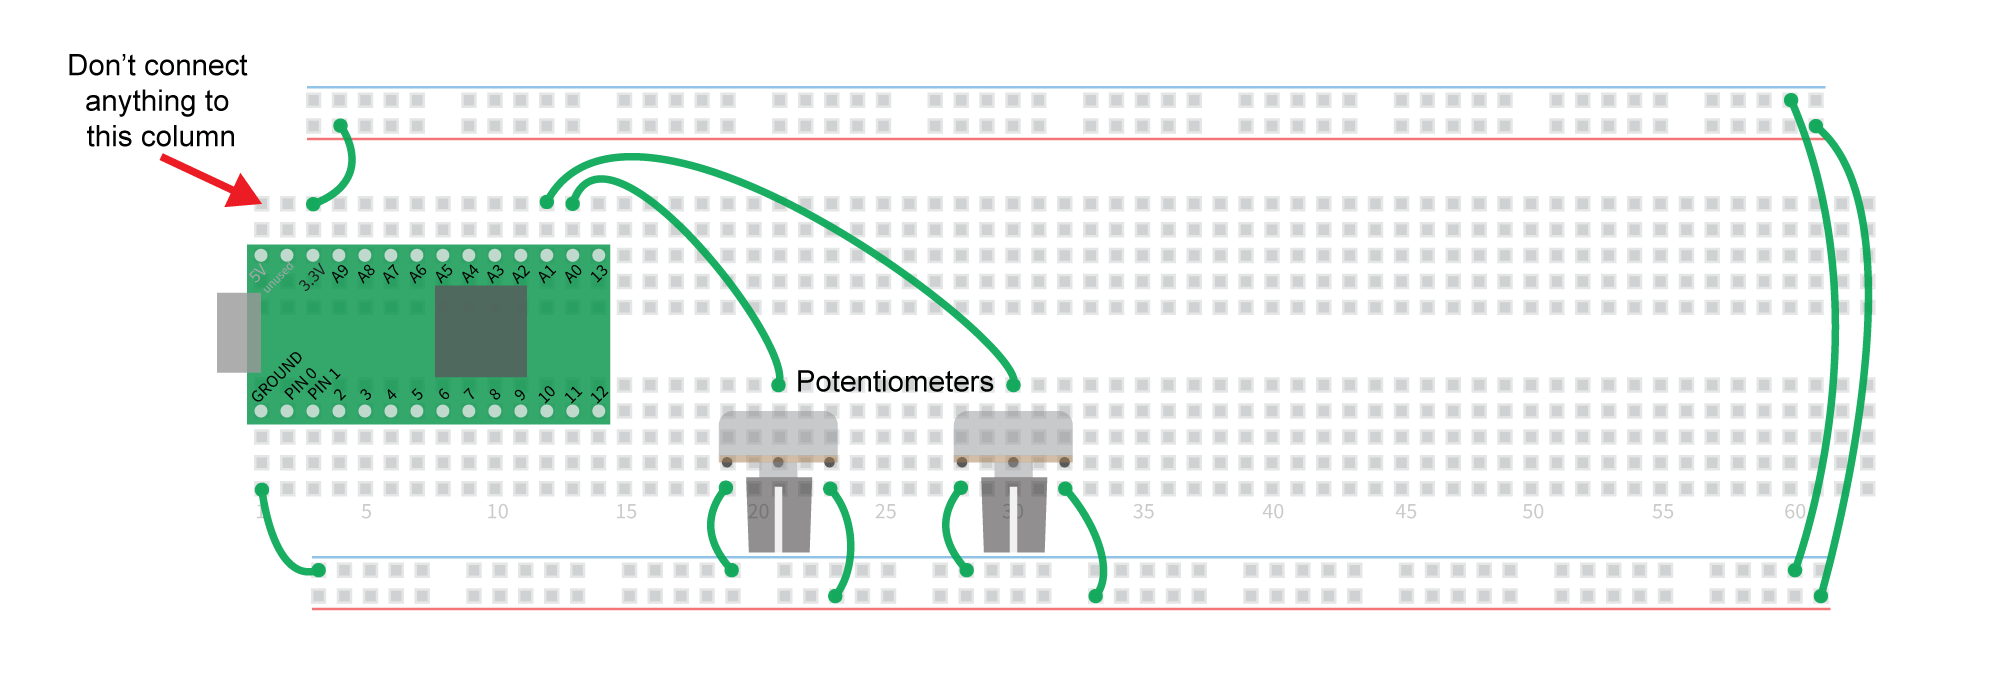 Don't connect
anything to
this column
5V unused 3.3V A9 A8 A7 A6 A5 A4 A3 A2 A1 A0 13
GROUND PIN 0 PIN 1 2 3 4 5 6 7 8 9 10 11 12
Potentiometers
1 5 10 15 20 25 30 35 40 45 50 55 60